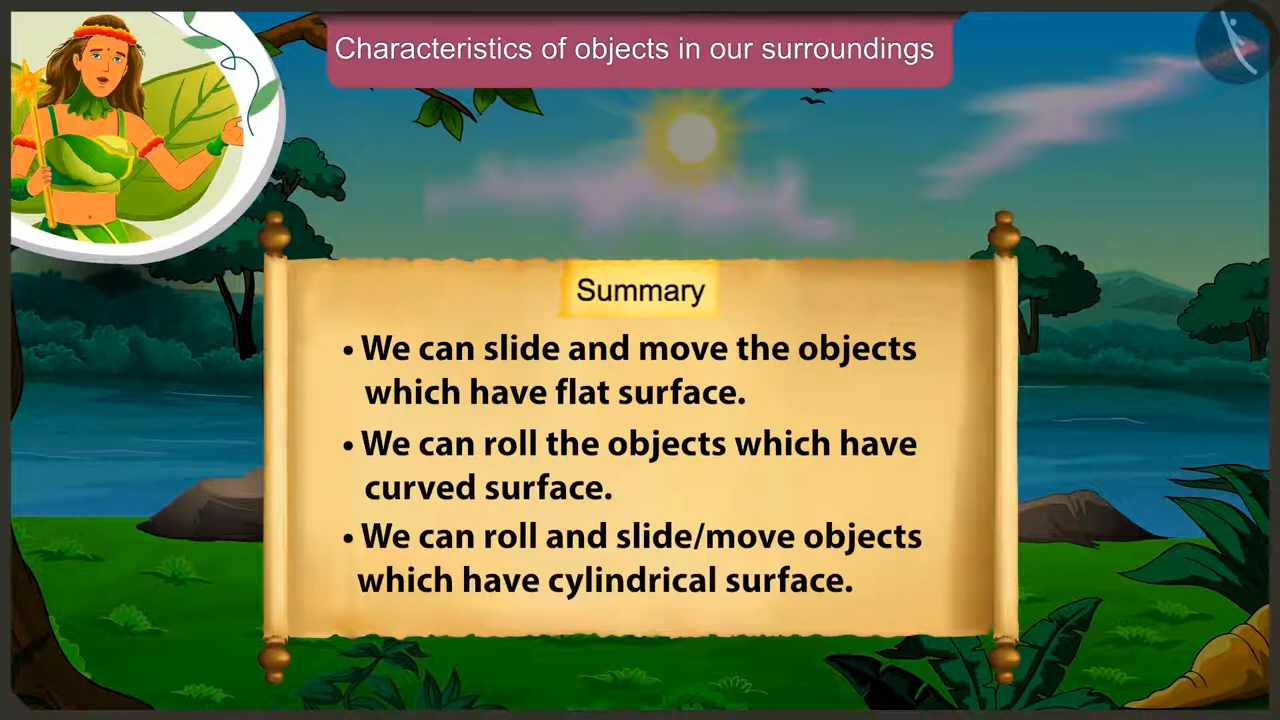 Characteristics of objects in our surroundings
Summary
• We can slide and move the objects
which have flat surface.
• We can roll the objects which have
curved surface.
• We can roll and slide/move objects
which have cylindrical surface.